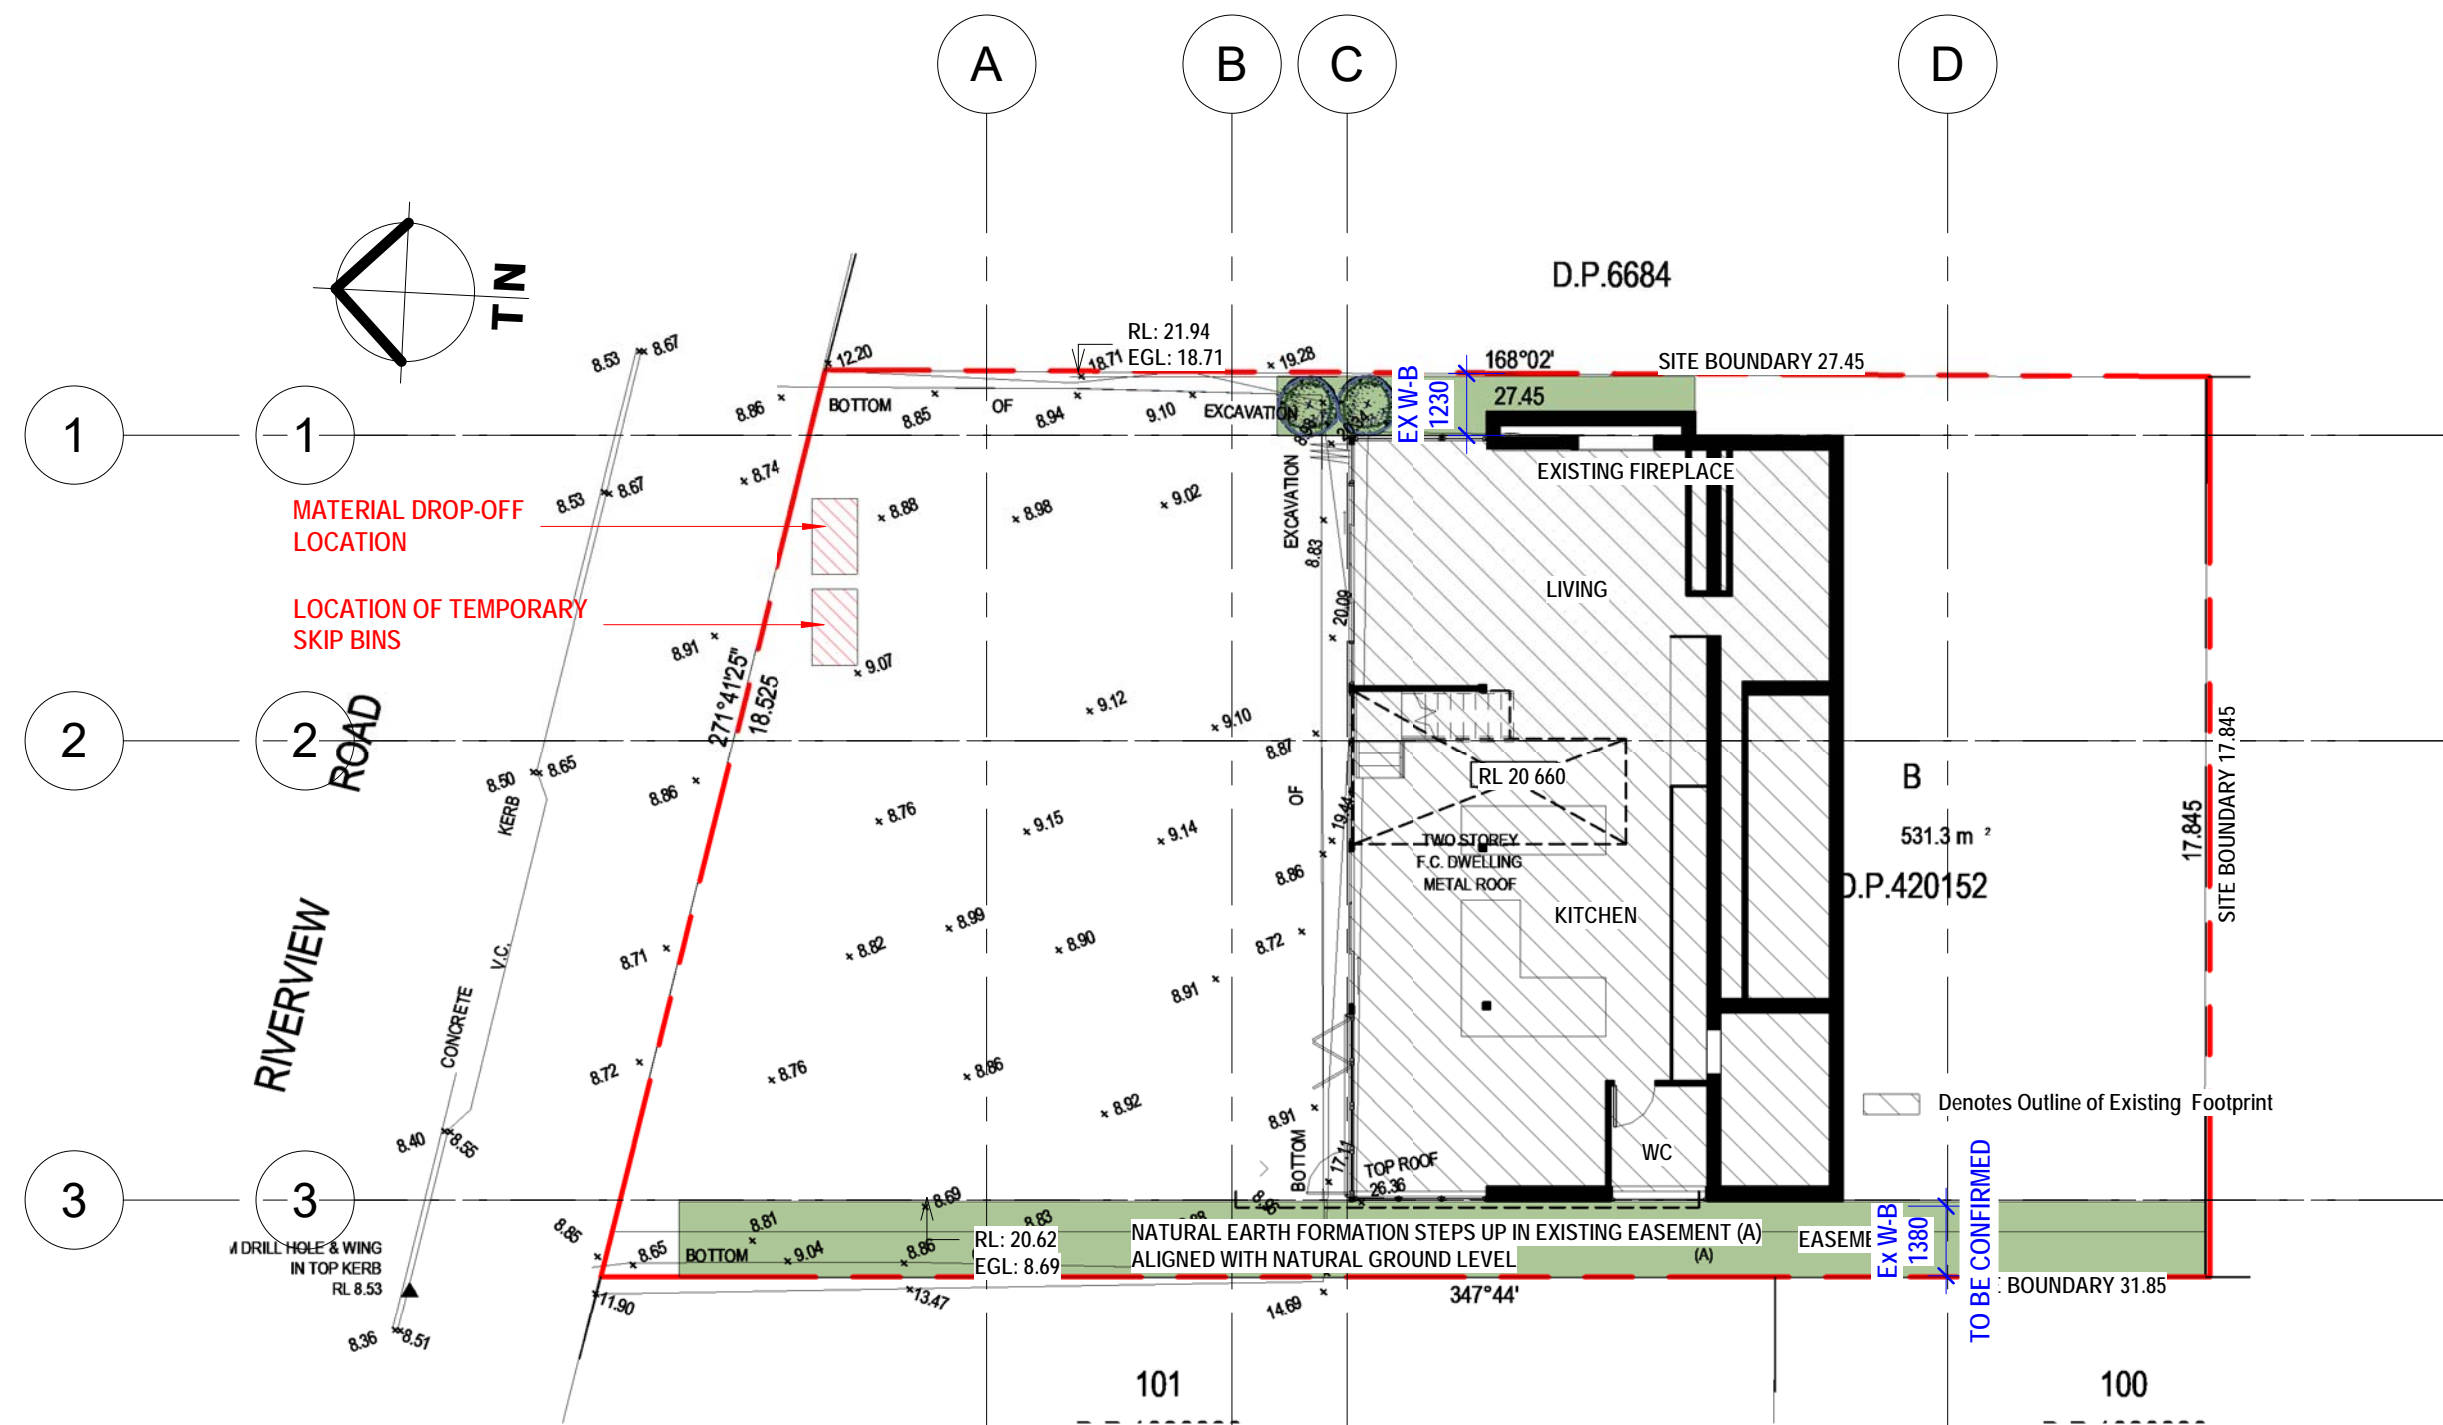 A
B
C
D
D.P.6684
TN
RL: 21.94
EGL: 18.71
18.71
19.28
168°02'
SITE BOUNDARY 27.45
27.45
EX W-B
1230
8.53
8.67
12.20
8.86
BOTTOM
8.85
OF
8.94
9.10
EXCAVATION
20.34
1
1
EXISTING FIREPLACE
8.74
8.53
8.67
MATERIAL DROP-OFF
LOCATION
8.88
8.98
9.02
EXCAVATION
8.83
LIVING
LOCATION OF TEMPORARY
SKIP BINS
20.09
8.91
9.07
271°41'25"
18.525
9.12
9.10
8.87
2
2
ROAD
8.50
8.65
8.86
KERB
8.76
9.15
9.14
OF
19.44
RL 20 660
B
531.3 m ²
D.P.420152
17.845
SITE BOUNDARY 17.845
TWO STOREY
F.C. DWELLING
METAL ROOF
8.86
KITCHEN
RIVERVIEW
V.C.
8.71
8.82
8.99
8.90
8.72
8.91
CONCRETE
8.72
8.76
8.86
8.92
8.91
BOTTOM
17.11
Denotes Outline of Existing Footprint
8.40
8.55
WC
TOP ROOF
26.36
3
3
8.69
8.85
8.81
8.83
8.65
BOTTOM
9.04
8.86
RL: 20.62
EGL: 8.69
NATURAL EARTH FORMATION STEPS UP IN EXISTING EASEMENT (A)
ALIGNED WITH NATURAL GROUND LEVEL
(A)
EASEME
EX W-B
1380
TO BE CONFIRMED
DRILL HOLE & WING
IN TOP KERB
RL 8.53
11.90
13.47
14.69
347°44'
BOUNDARY 31.85
8.36
8.51
101
100